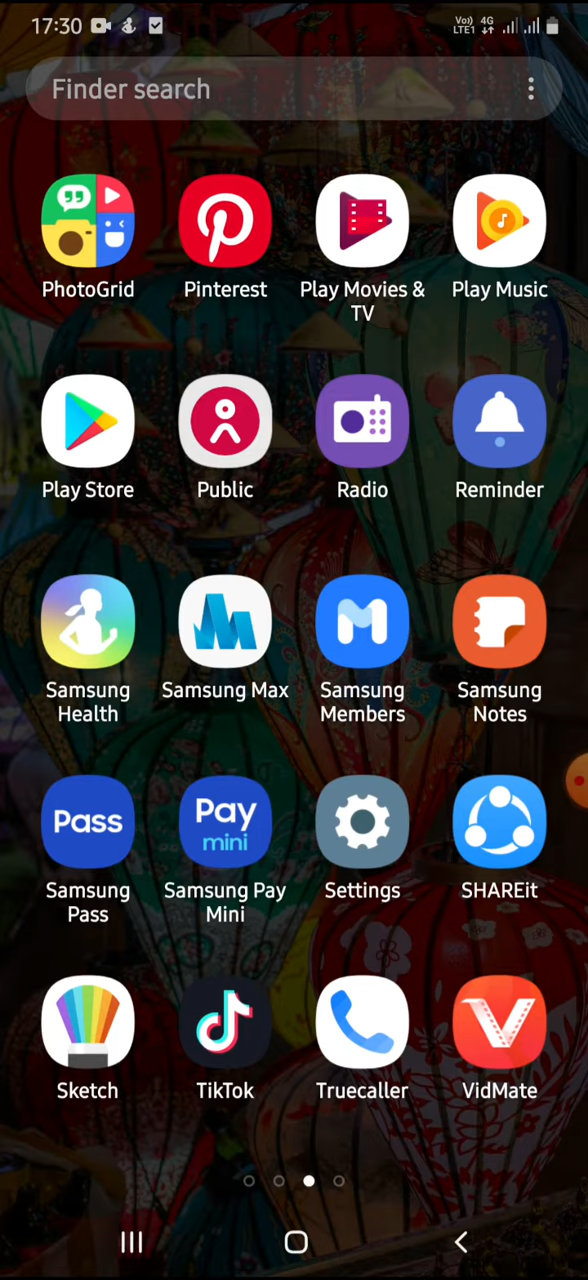 17:30
Vo)) 4G
LTE1
Finder search
PhotoGrid
Pinterest
Play Movies &
TV
Play Music
Play Store
Public
Radio
Reminder
Samsung
Health
Samsung Max
Samsung
Members
Samsung
Notes
Pass
Samsung
Pass
Pay
mini
Samsung Pay
Mini
Settings
SHAREit
Sketch
TikTok
Truecaller
VidMate